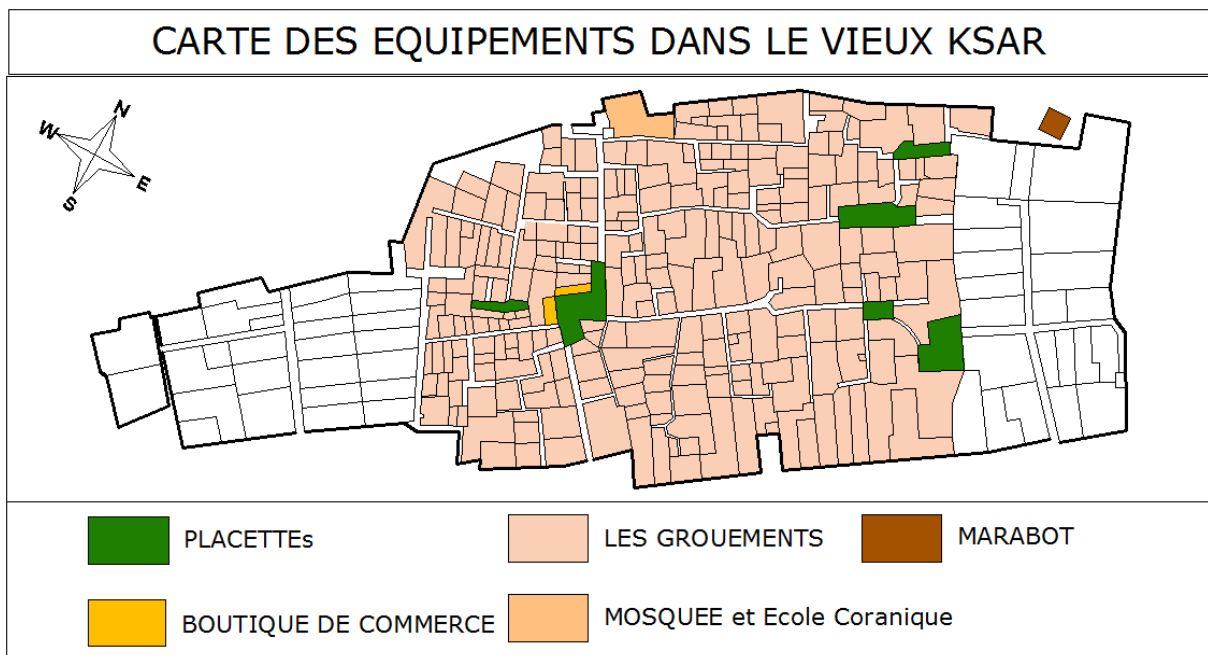 CARTE DES EQUIPEMENTS DANS LE VIEUX KSAR
N
W
E
S
PLACETTEs
LES GROUEMENTS
MARABOT
BOUTIQUE DE COMMERCE
MOSQUEE et Ecole Coranique